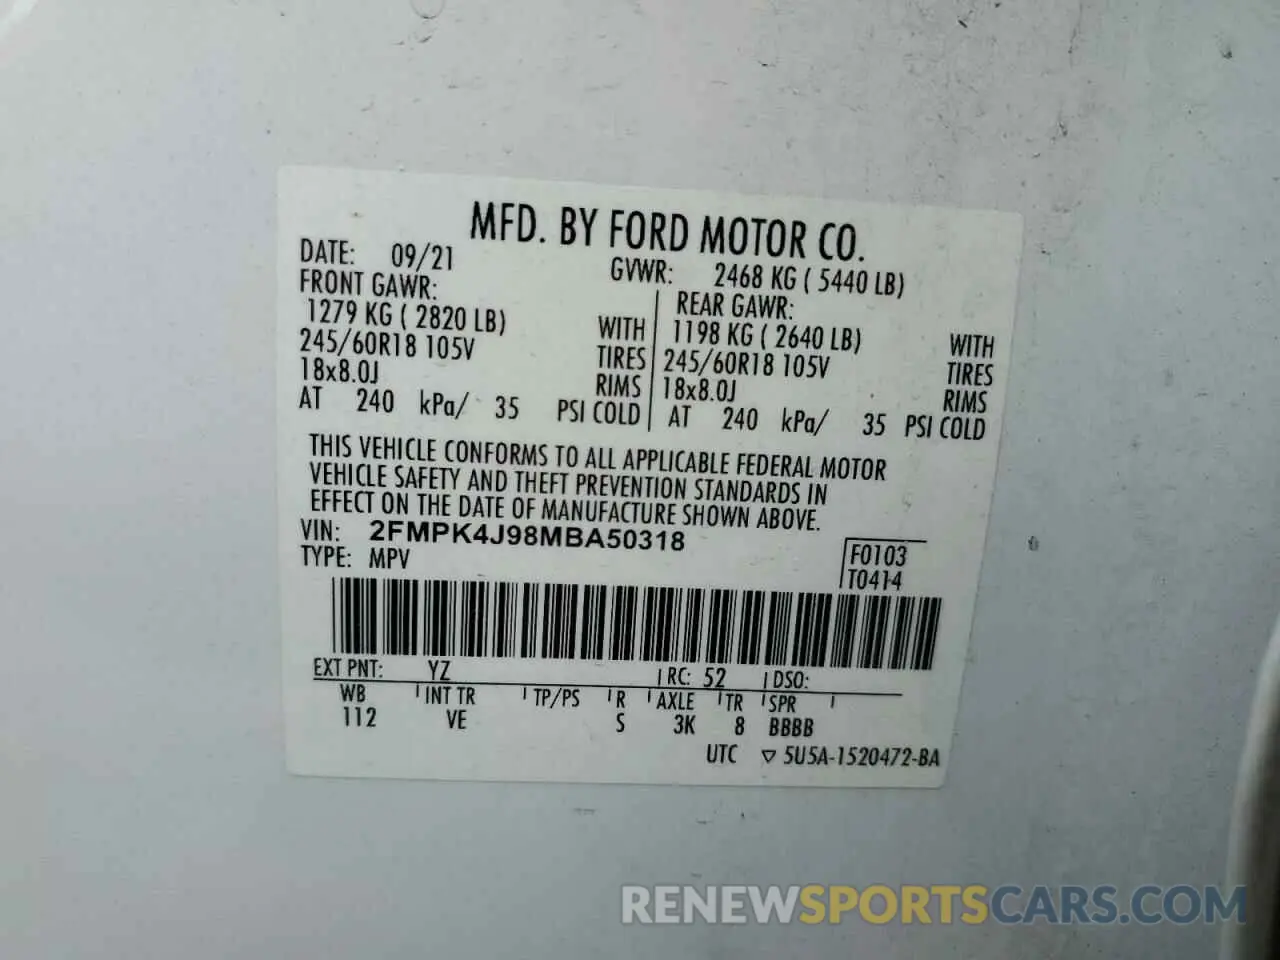 MFD. BY FORD MOTOR CO.
DATE: 09/21 GVWR: 2468 KG ( 5440 LB)
FRONT GAWR: REAR GAWR:
1279 KG ( 2820 LB) WITH 1198 KG ( 2640 LB) WITH
245/60R18 105V TIRES 245/60R18 105V TIRES
18x8.0J RIMS 18x8.0J RIMS
AT 240 kPa/ 35 PSI COLD AT 240 kPa/ 35 PSI COLD
THIS VEHICLE CONFORMS TO ALL APPLICABLE FEDERAL MOTOR
VEHICLE SAFETY AND THEFT PREVENTION STANDARDS IN
EFFECT ON THE DATE OF MANUFACTURE SHOWN ABOVE.
VIN: 2FMPK4J98MBA50318
TYPE: MPV
F0103
T0414
EXT PNT: YZ RC: 52 DSO:
WB INT TR TP/PS R AXLE TR SPR
112 VE S 3K 8 BBBB
UTC ▽ 5U5A-1520472-BA
RENEWSPORTSCARS.COM